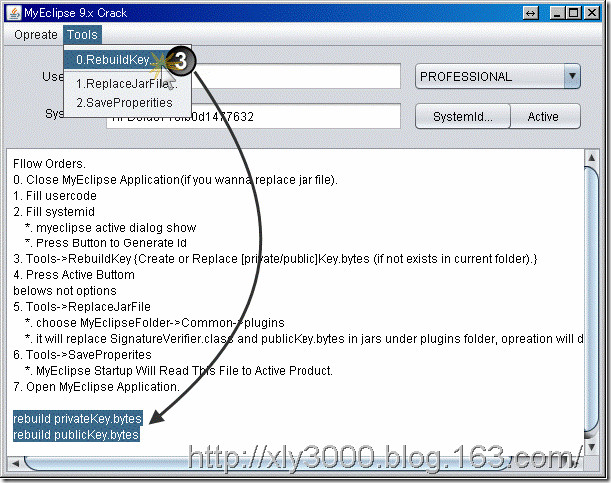 MyEclipse 9.x Crack
Opreate Tools
0.RebuildKey...
3
1.ReplaceJarFile...
2.SaveProperities
PROFESSIONAL
SystemId... Active
Fllow Orders.
0. Close MyEclipse Application(if you wanna replace jar file).
1. Fill usercode
2. Fill systemid
*. myeclipse active dialog show
*. Press Button to Generate Id
3. Tools->RebuildKey {Create or Replace [private/public]Key.bytes (if not exists in current folder).}
4. Press Active Buttom
belows not options
5. Tools->ReplaceJarFile
*. choose MyEclipseFolder->Common->plugins
*. it will replace SignatureVerifier.class and publicKey.bytes in jars under plugins folder, opreation will d
6. Tools->SaveProperites
*. MyEclipse Startup Will Read This File to Active Product.
7. Open MyEclipse Application.
rebuild privateKey.bytes
rebuild publicKey.bytes
http://xly3000.blog.163.com/